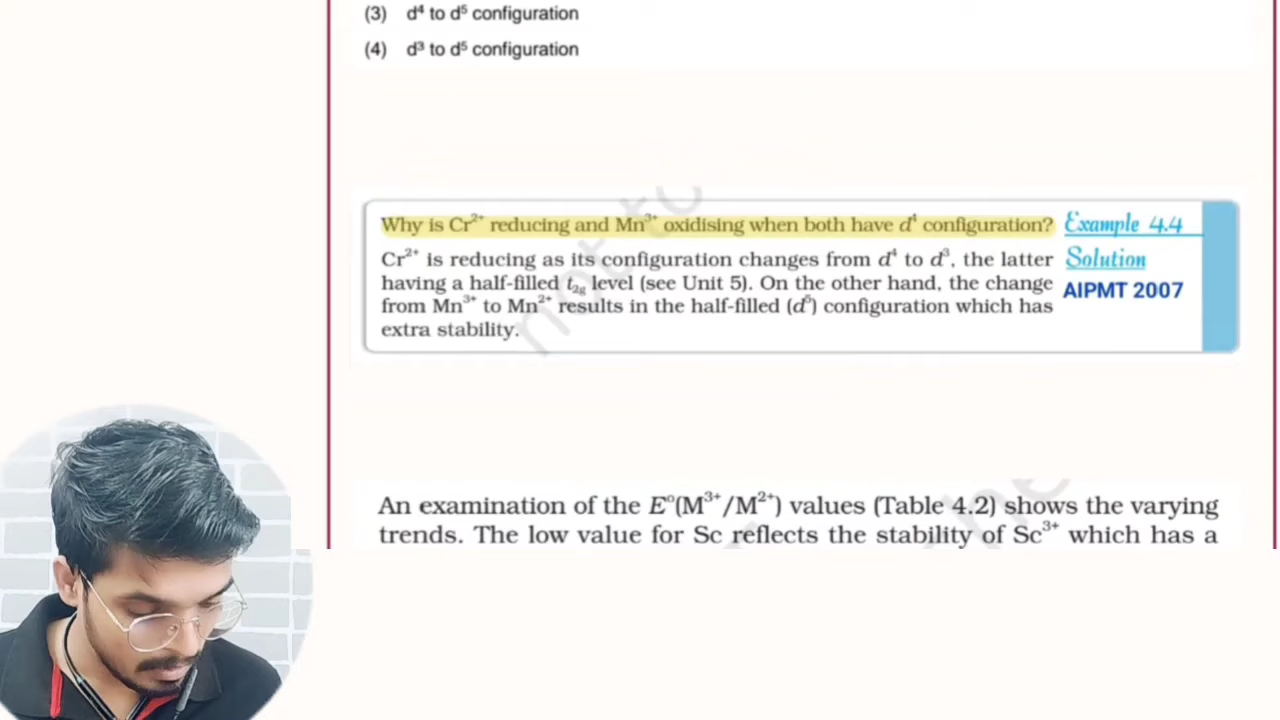 (3) d⁴ to d⁵ configuration
(4) d³ to d⁵ configuration
Why is Cr²⁺ reducing and Mn³⁺ oxidising when both have d⁴ configuration?
Example 4.4
Cr²⁺ is reducing as its configuration changes from d⁴ to d³, the latter
Solution
having a half-filled t₂g level (see Unit 5). On the other hand, the change
AIPMT 2007
from Mn³⁺ to Mn²⁺ results in the half-filled (d⁵) configuration which has
extra stability.
not to
An examination of the E°(M³⁺/M²⁺) values (Table 4.2) shows the varying
trends. The low value for Sc reflects the stability of Sc³⁺ which has a